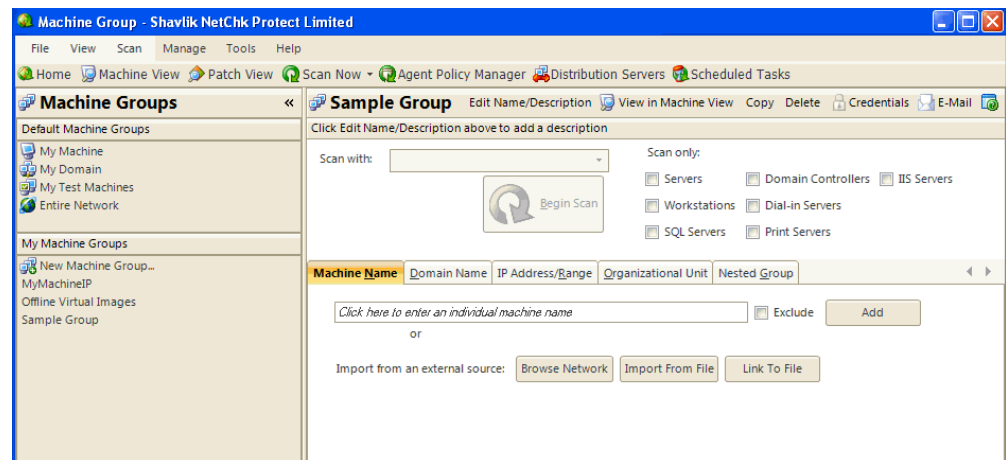 Machine Group - Shavlik NetChk Protect Limited
File View Scan Manage Tools Help
Home Machine View Patch View Scan Now Agent Policy Manager Distribution Servers Scheduled Tasks
Machine Groups «
Default Machine Groups
My Machine
My Domain
My Test Machines
Entire Network
My Machine Groups
New Machine Group...
MyMachineIP
Offline Virtual Images
Sample Group
Sample Group Edit Name/Description View in Machine View Copy Delete Credentials E-Mail
Click Edit Name/Description above to add a description
Scan with:
Begin Scan
Scan only:
Servers Domain Controllers IIS Servers
Workstations Dial-in Servers
SQL Servers Print Servers
Machine Name Domain Name IP Address/Range Organizational Unit Nested Group
Click here to enter an individual machine name Exclude Add
or
Import from an external source: Browse Network Import From File Link To File